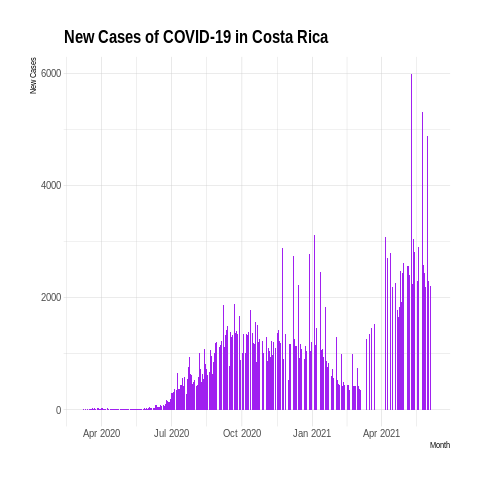 New Cases of COVID-19 in Costa Rica
New Cases
6000
4000
2000
0
Apr 2020 Jul 2020 Oct 2020 Jan 2021 Apr 2021
Month